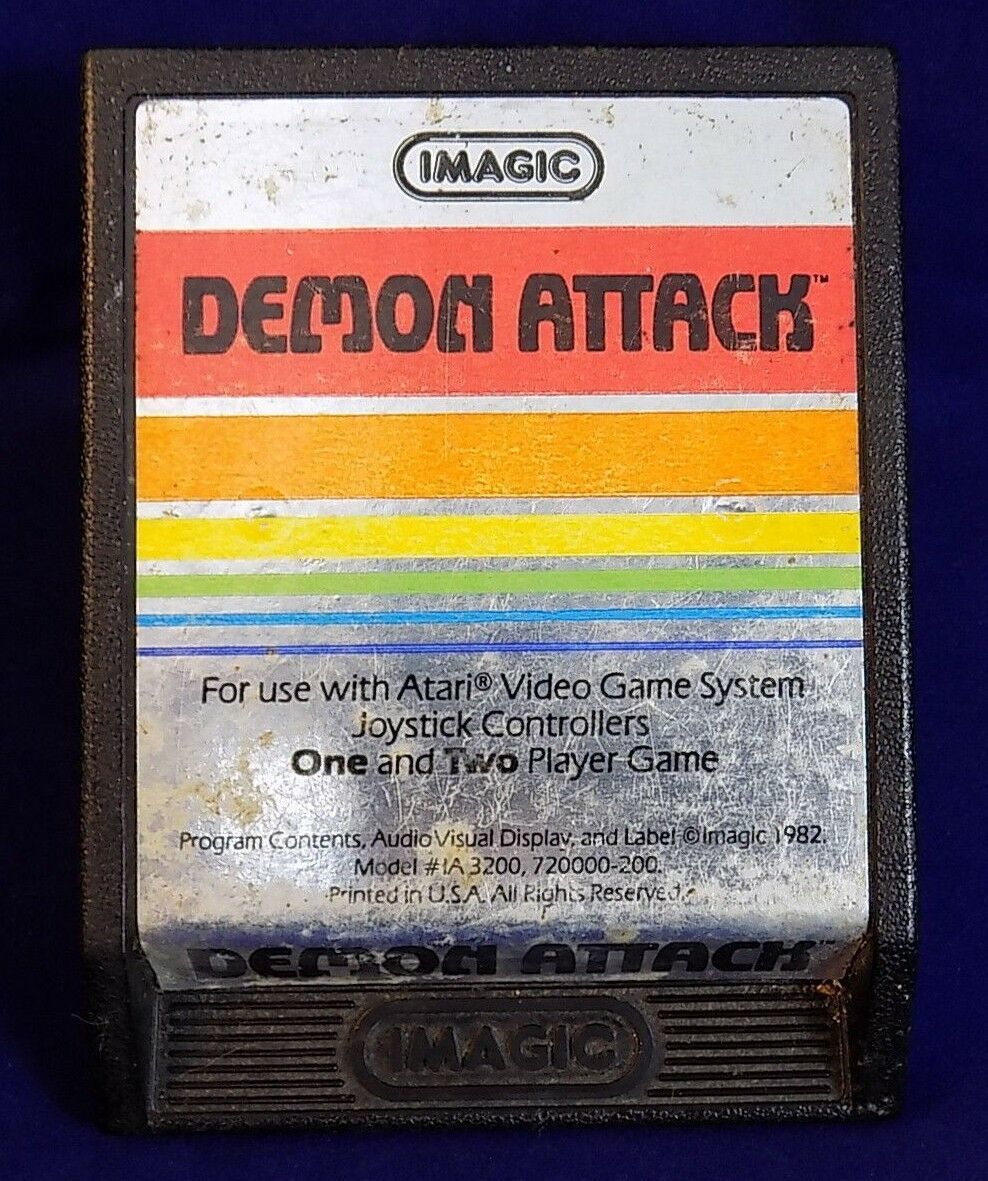 IMAGIC
DEMON ATTACK™
For use with Atari® Video Game System
Joystick Controllers
One and Two Player Game
Program Contents, Audio Visual Display, and Label ©Imagic 1982.
Model #IA 3200, 720000-200.
Printed in U.S.A. All Rights Reserved.
DEMON ATTACK™
IMAGIC